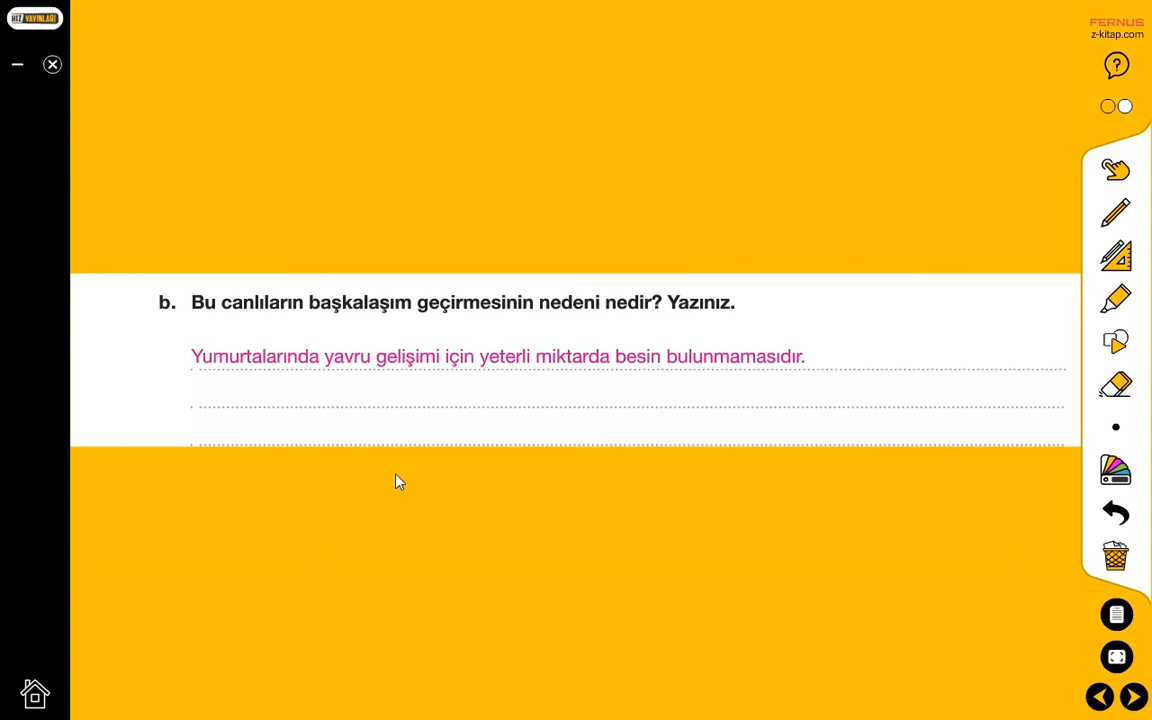 HIZ YAYINLARI
FERNUS
z-kitap.com
?
b. Bu canlıların başkalaşım geçirmesinin nedeni nedir? Yazınız.
Yumurtalarında yavru gelişimi için yeterli miktarda besin bulunmamasıdır.